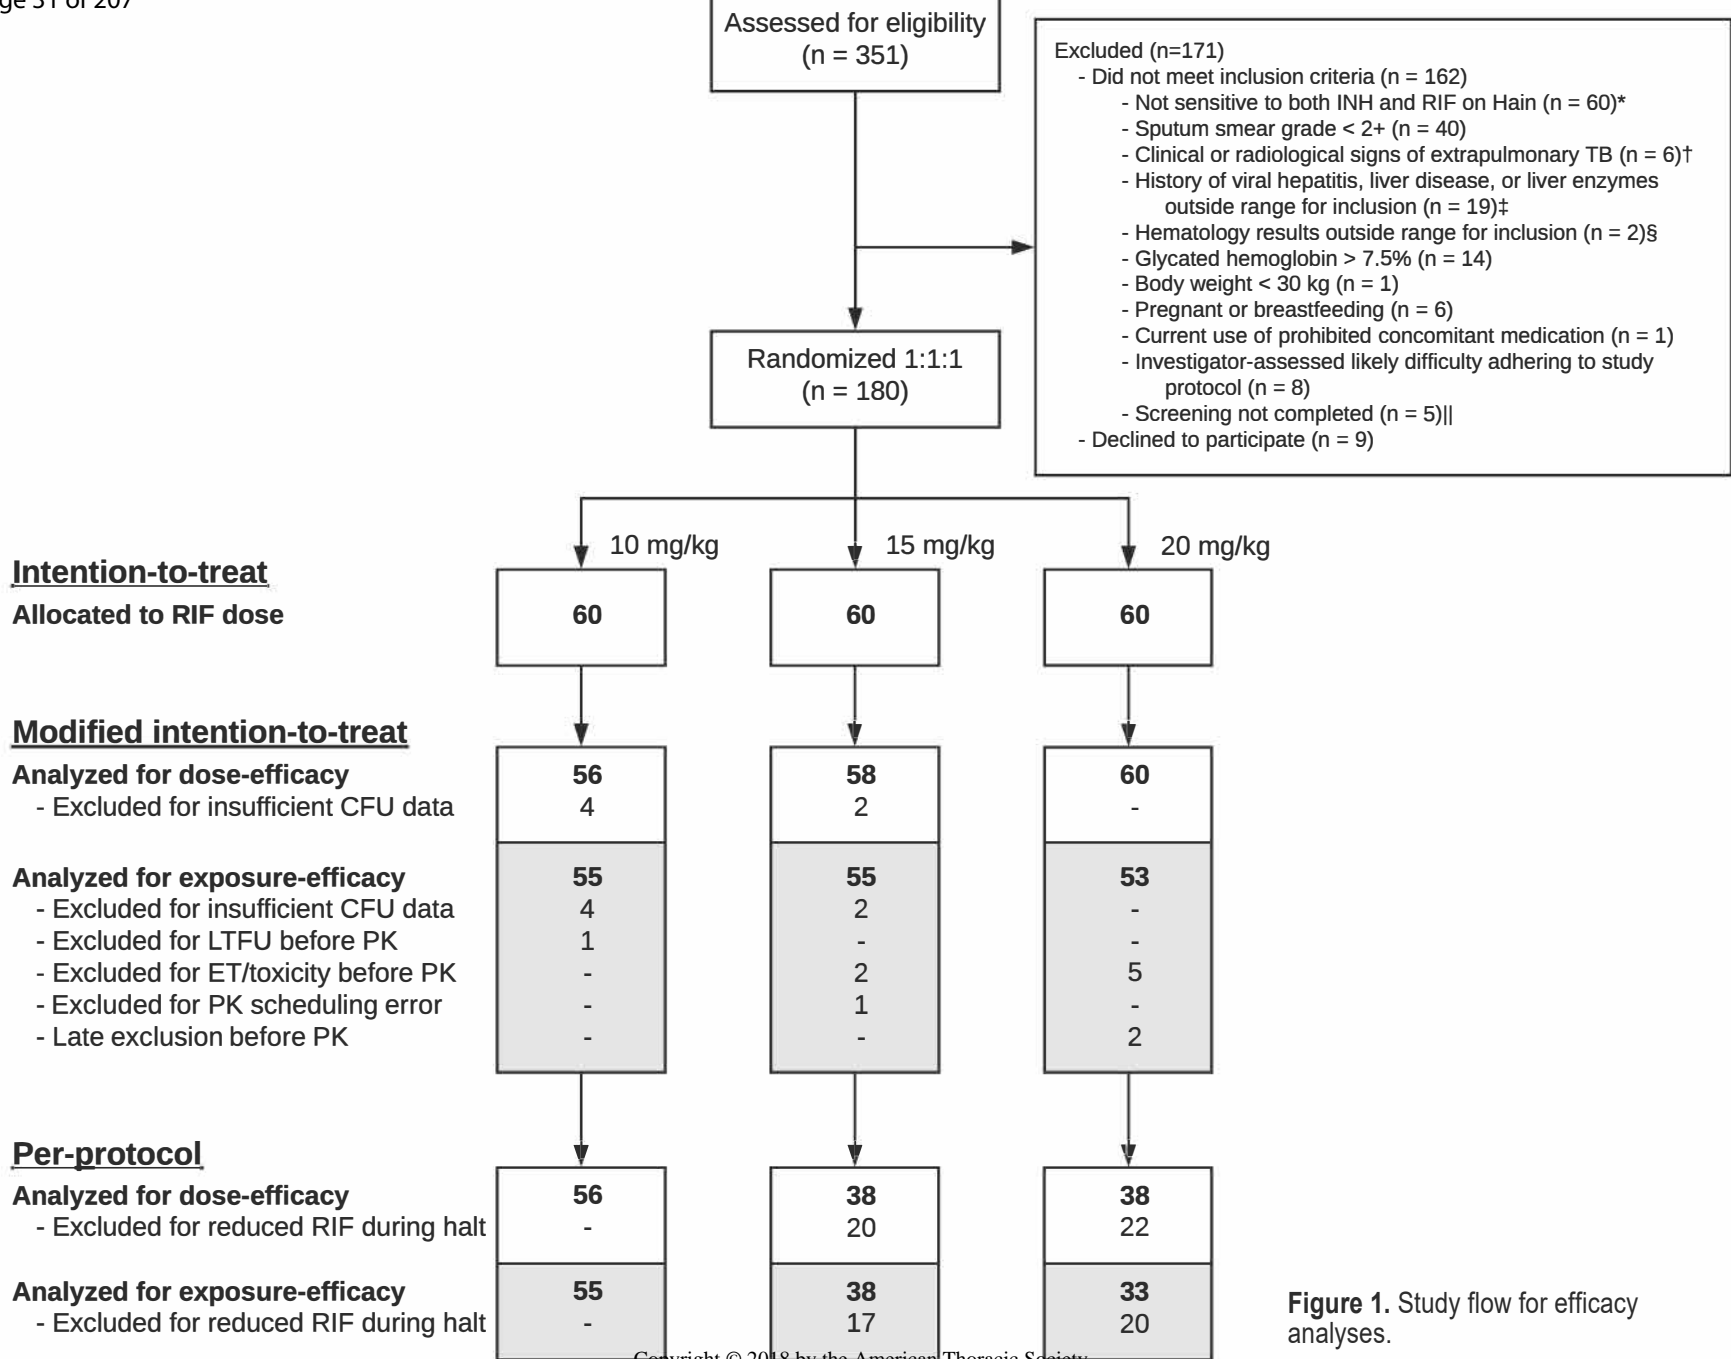 Page 31 of 207
Assessed for eligibility
(n = 351)
Excluded (n=171)
- Did not meet inclusion criteria (n = 162)
- Not sensitive to both INH and RIF on Hain (n = 60)*
- Sputum smear grade < 2+ (n = 40)
- Clinical or radiological signs of extrapulmonary TB (n = 6)†
- History of viral hepatitis, liver disease, or liver enzymes
outside range for inclusion (n = 19)‡
- Hematology results outside range for inclusion (n = 2)§
- Glycated hemoglobin > 7.5% (n = 14)
- Body weight < 30 kg (n = 1)
- Pregnant or breastfeeding (n = 6)
- Current use of prohibited concomitant medication (n = 1)
- Investigator-assessed likely difficulty adhering to study
protocol (n = 8)
- Screening not completed (n = 5)||
- Declined to participate (n = 9)
Randomized 1:1:1
(n = 180)
10 mg/kg 15 mg/kg 20 mg/kg
Intention-to-treat
Allocated to RIF dose 60 60 60
Modified intention-to-treat
Analyzed for dose-efficacy 56 58 60
- Excluded for insufficient CFU data 4 2 -
Analyzed for exposure-efficacy 55 55 53
- Excluded for insufficient CFU data 4 2 -
- Excluded for LTFU before PK 1 - -
- Excluded for ET/toxicity before PK - 2 5
- Excluded for PK scheduling error - 1 -
- Late exclusion before PK - - 2
Per-protocol
Analyzed for dose-efficacy 56 38 38
- Excluded for reduced RIF during halt - 20 22
Analyzed for exposure-efficacy 55 38 33
- Excluded for reduced RIF during halt - 17 20
Figure 1. Study flow for efficacy
analyses.
Copyright © 2018 by the American Thoracic Society